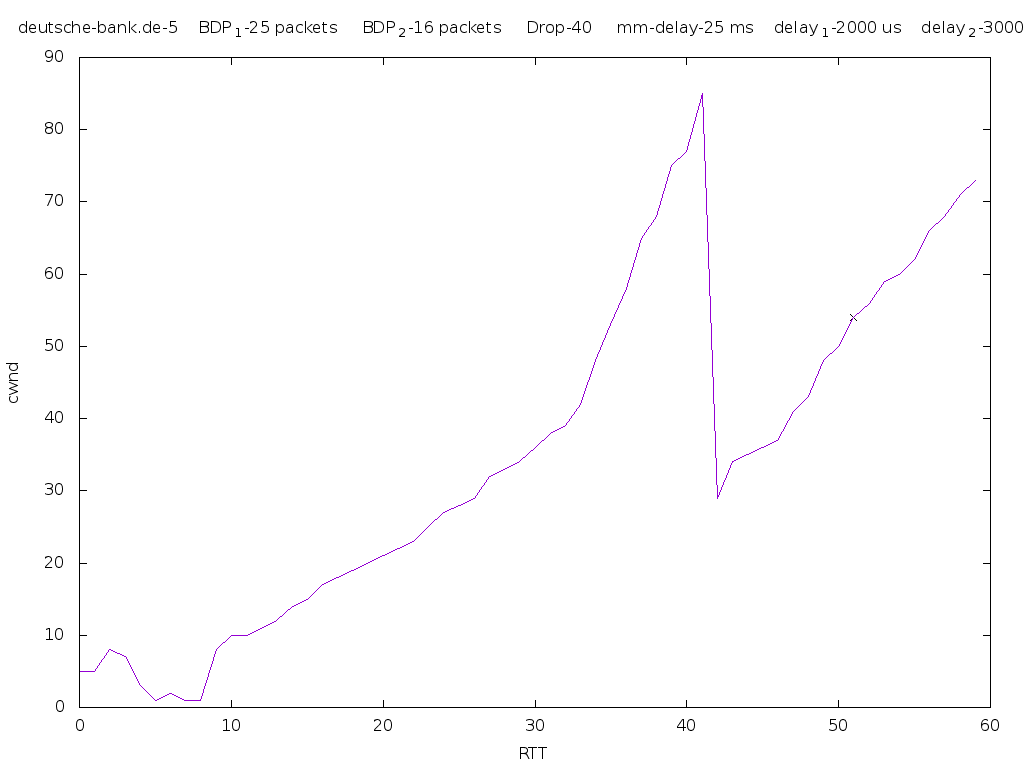 deutsche-bank.de-5 BDP1-25 packets BDP2-16 packets Drop-40 mm-delay-25 ms delay1-2000 us delay2-3000
90
80
70
60
50
40
30
20
10
0
cwnd
0 10 20 30 40 50 60
RTT